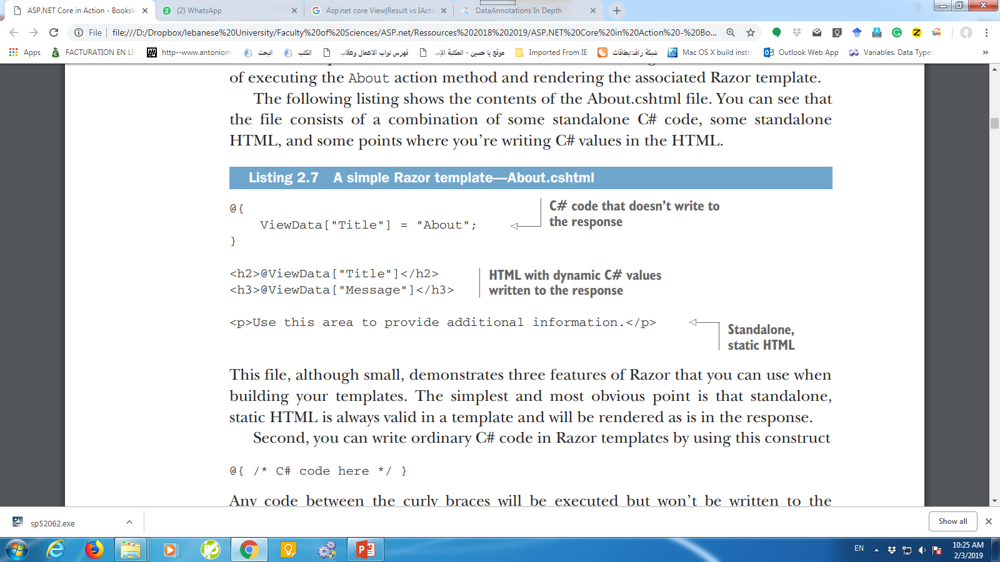 ASP.NET Core in Action - Booksk
(2) WhatsApp
Asp.net core View|Result vs IActio
DataAnnotations In Depth
File | file:///D:/Dropbox/lebanese%20University/Faculty%20of%20Sciences/ASP.net/Ressources%202018%202019/ASP.NET%20Core%20in%20Action%20-%20Bo...
Apps
FACTURATION EN LIC
http--www.antoniom
البحث
الكتب
فهرس ثواب الاعمال وعقاب
موقع يا حسين - المكتبة الإسا
Imported From IE
شبكة رافد::بطاقات
Mac OS X build instru
Outlook Web App
Variables. Data Types
»
of executing the About action method and rendering the associated Razor template.
The following listing shows the contents of the About.cshtml file. You can see that
the file consists of a combination of some standalone C# code, some standalone
HTML, and some points where you're writing C# values in the HTML.
Listing 2.7 A simple Razor template—About.cshtml
@{
ViewData["Title"] = "About";
}
C# code that doesn't write to
the response
<h2>@ViewData["Title"]</h2>
<h3>@ViewData["Message"]</h3>
HTML with dynamic C# values
written to the response
<p>Use this area to provide additional information.</p>
Standalone,
static HTML
This file, although small, demonstrates three features of Razor that you can use when
building your templates. The simplest and most obvious point is that standalone,
static HTML is always valid in a template and will be rendered as is in the response.
Second, you can write ordinary C# code in Razor templates by using this construct
@{ /* C# code here */ }
Any code between the curly braces will be executed but won't be written to the
sp52062.exe
Show all
EN
10:25 AM
2/3/2019